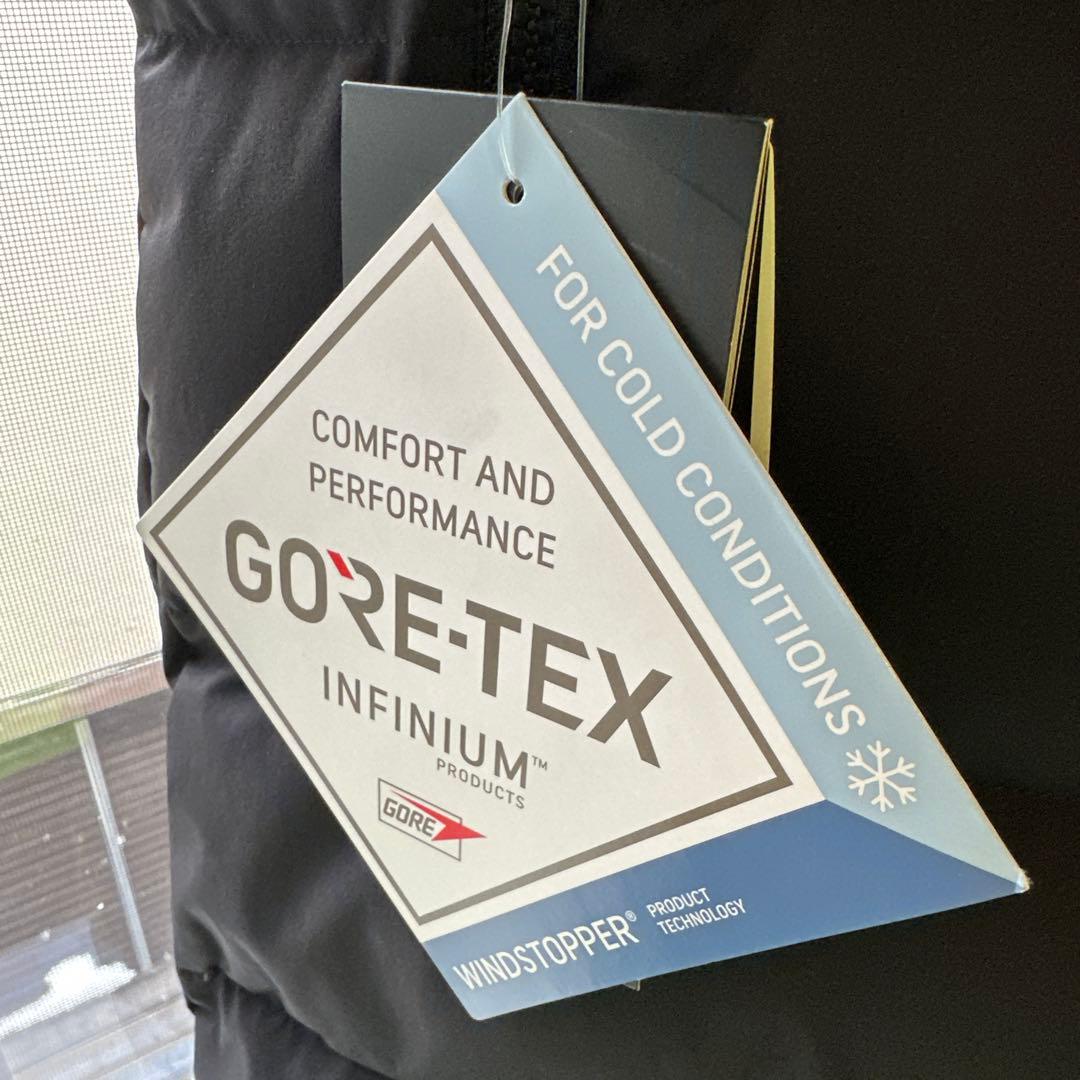 FOR COLD CONDITIONS
COMFORT AND
PERFORMANCE
GORE-TEX
INFINIUM™
PRODUCTS
GORE
WINDSTOPPER® PRODUCT
TECHNOLOGY